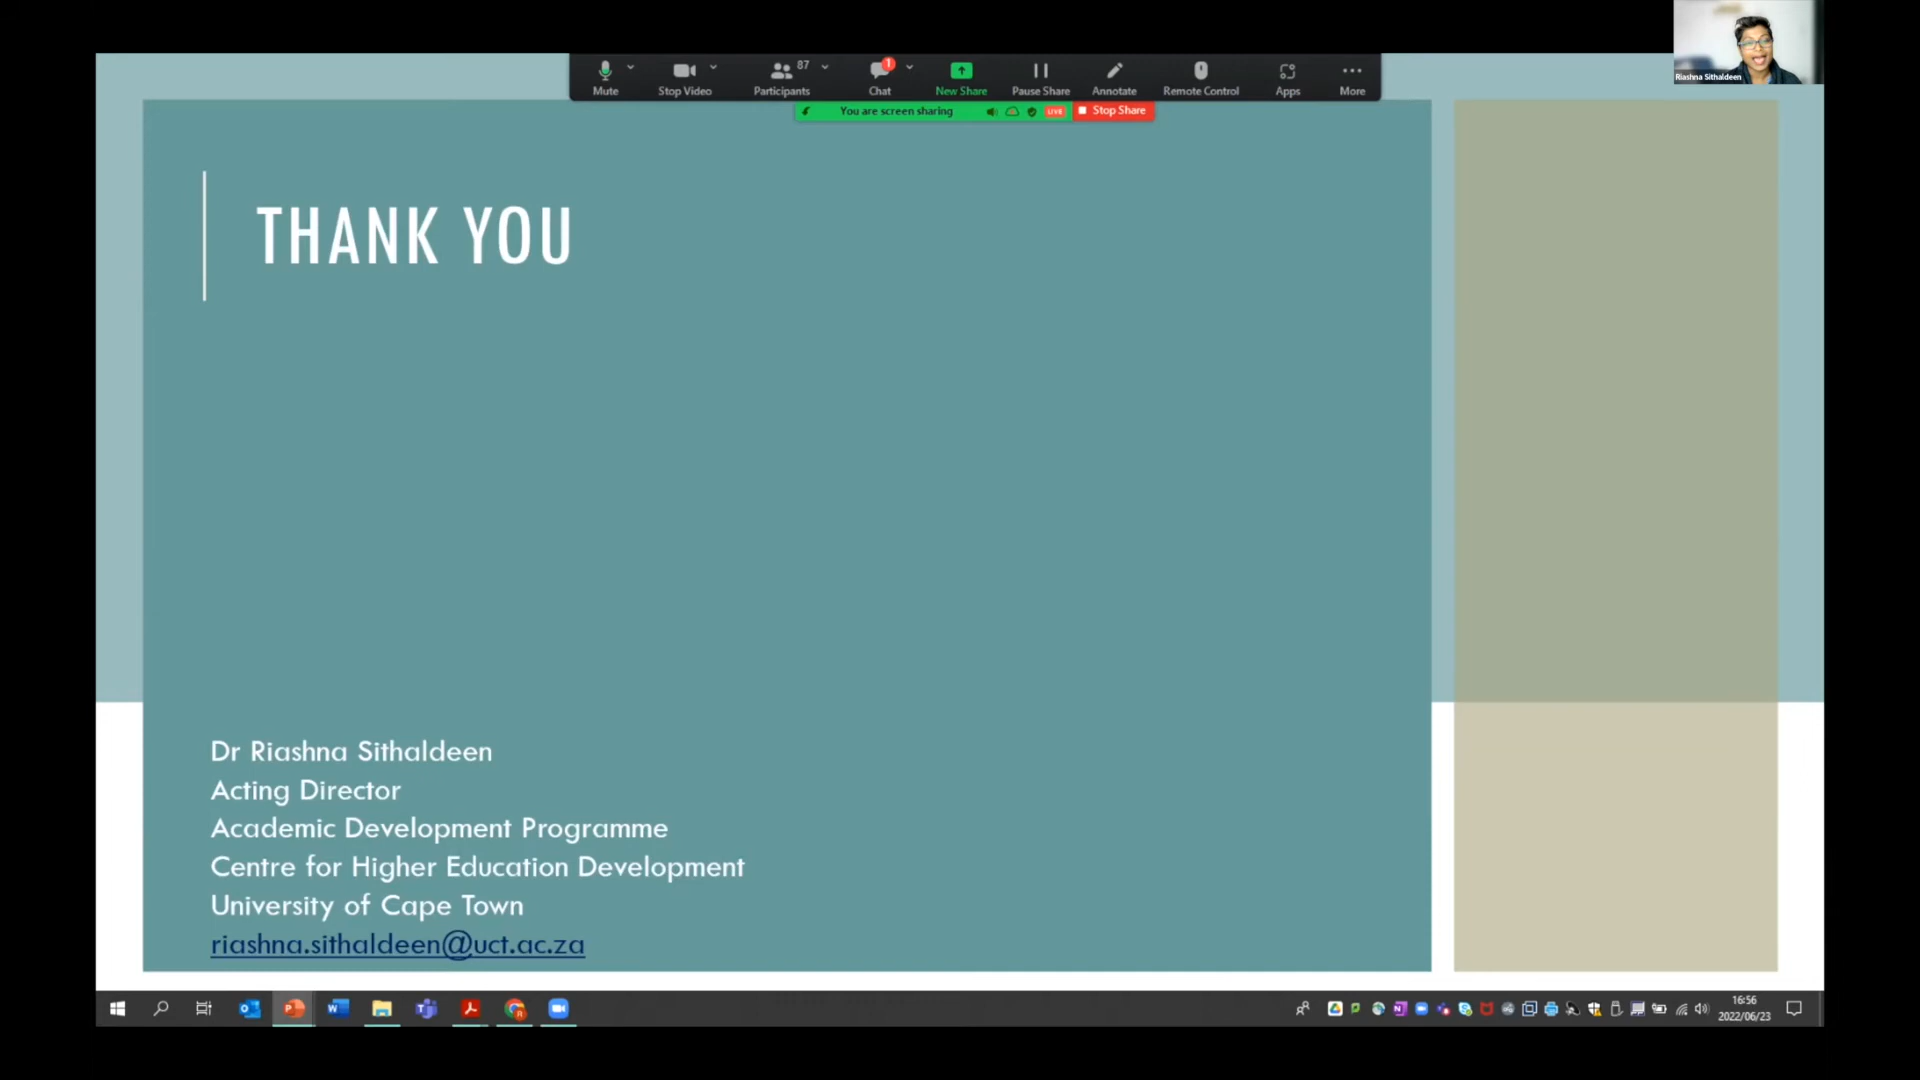 Riashna Sithaldeen
87
1
Mute
Stop Video
Participants
Chat
New Share
Pause Share
Annotate
Remote Control
Apps
More
You are screen sharing
LIVE
Stop Share
THANK YOU
Dr Riashna Sithaldeen
Acting Director
Academic Development Programme
Centre for Higher Education Development
University of Cape Town
riashna.sithaldeen@uct.ac.za
16:56
2022/06/23